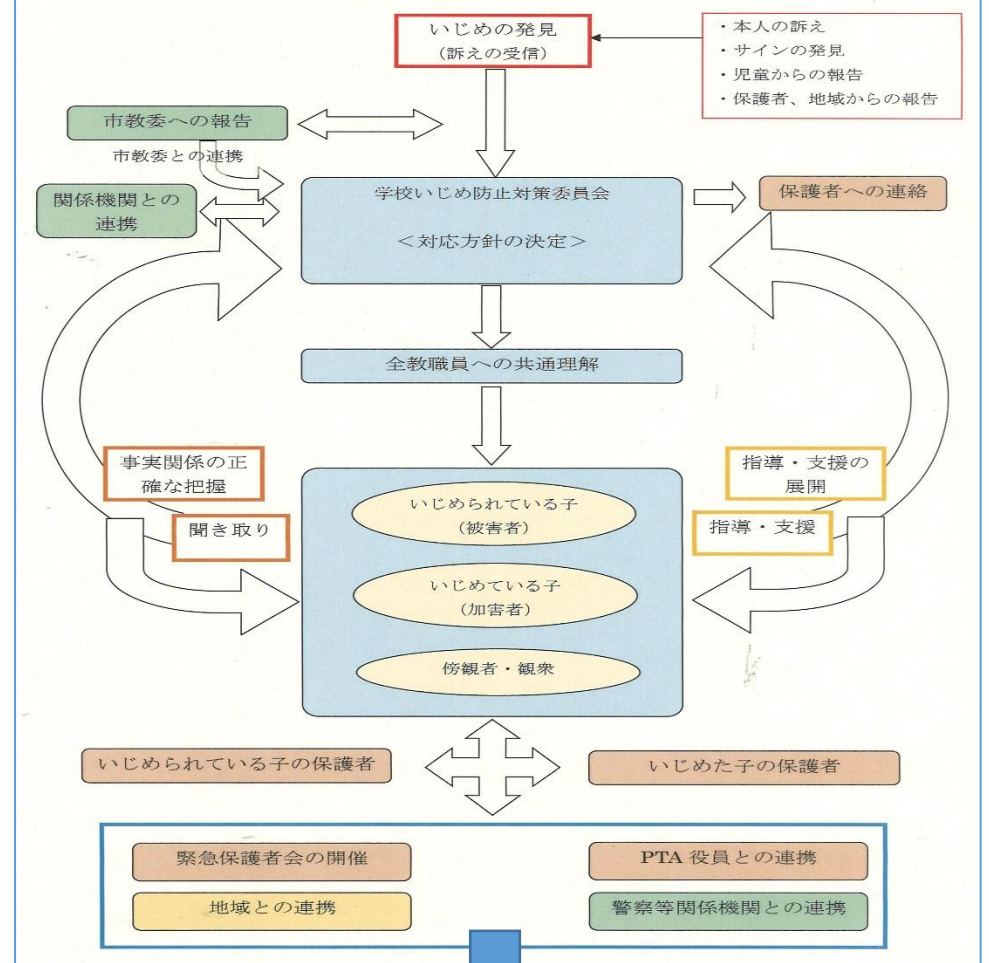 いじめの発見
（訴えの受信）
・本人の訴え
・サインの発見
・児童からの報告
・保護者、地域からの報告
市教委への報告
市教委との連携
関係機関との
連携
学校いじめ防止対策委員会
＜対応方針の決定＞
保護者への連絡
全教職員への共通理解
事実関係の正
確な把握
聞き取り
指導・支援の
展開
指導・支援
いじめられている子
（被害者）
いじめている子
（加害者）
傍観者・観衆
いじめられている子の保護者
いじめた子の保護者
緊急保護者会の開催
PTA 役員との連携
地域との連携
警察等関係機関との連携